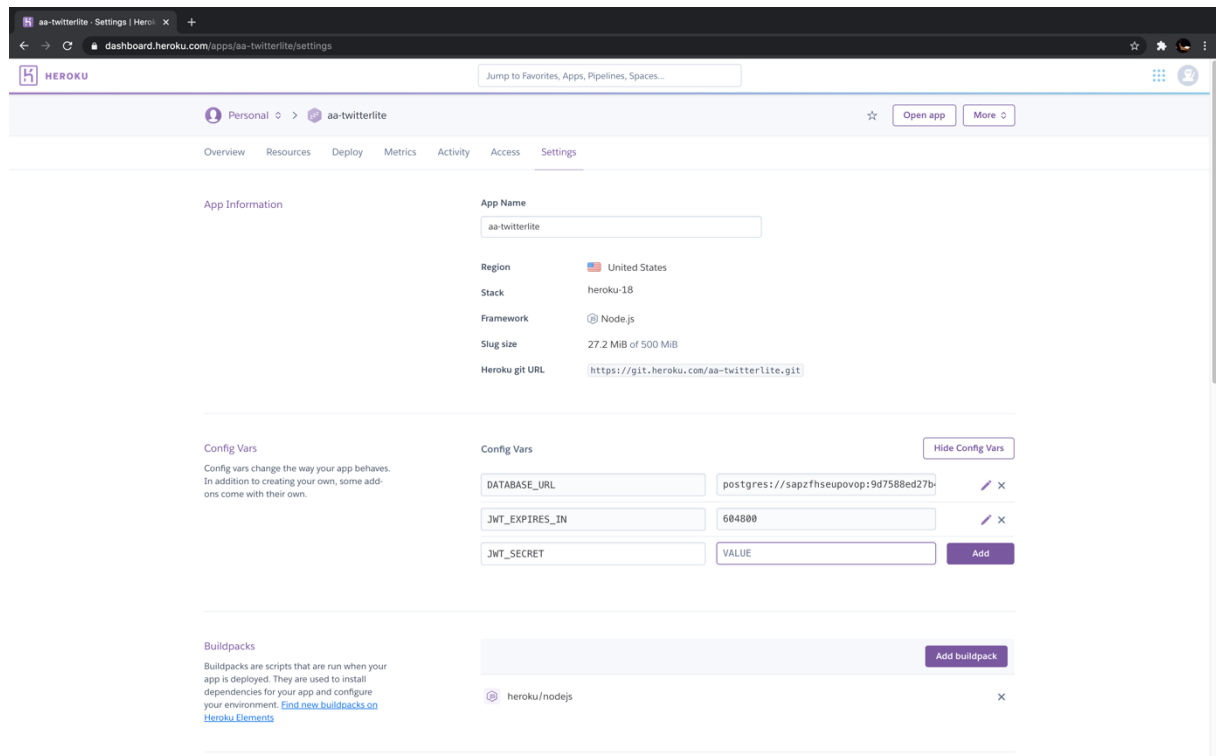 aa-twitterlite · Settings | Herok
dashboard.heroku.com/apps/aa-twitterlite/settings
HEROKU
Jump to Favorites, Apps, Pipelines, Spaces...
Personal > aa-twitterlite
Open app
More
Overview Resources Deploy Metrics Activity Access Settings
App Information
App Name
aa-twitterlite
Region United States
Stack heroku-18
Framework Node.js
Slug size 27.2 MiB of 500 MiB
Heroku git URL https://git.heroku.com/aa-twitterlite.git
Config Vars
Config vars change the way your app behaves.
In addition to creating your own, some add-
ons come with their own.
Config Vars
Hide Config Vars
DATABASE_URL postgres://sapzfhseupovop:9d7588ed27b
JWT_EXPIRES_IN 604800
JWT_SECRET VALUE Add
Buildpacks
Buildpacks are scripts that are run when your
app is deployed. They are used to install
dependencies for your app and configure
your environment. Find new buildpacks on
Heroku Elements
Add buildpack
heroku/nodejs